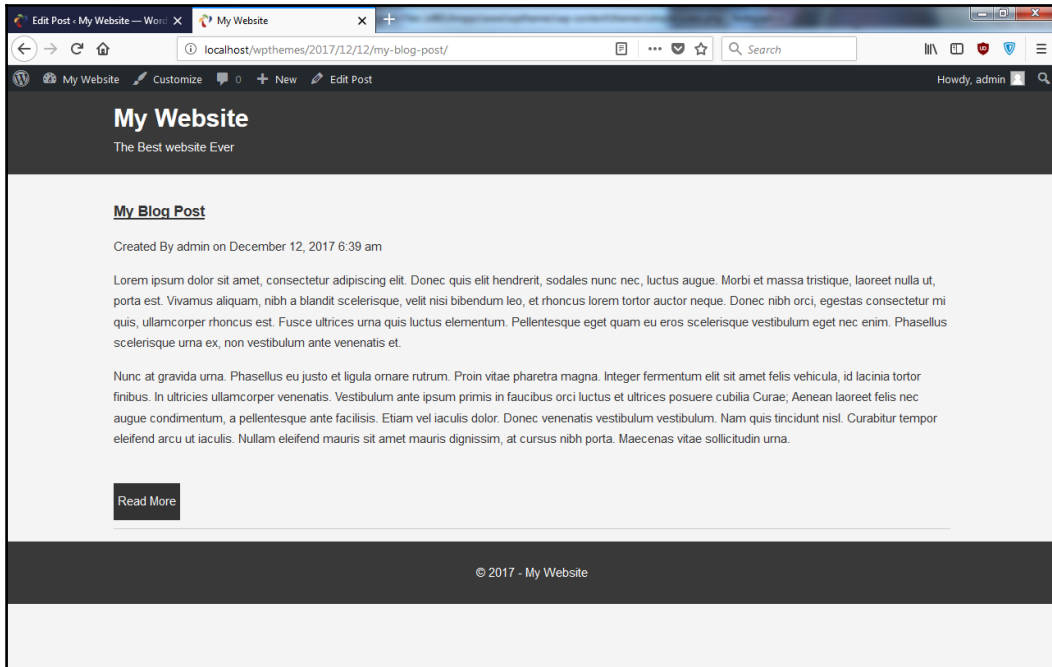 Edit Post ‹ My Website — Word
My Website
localhost/wpthemes/2017/12/12/my-blog-post/
Search
My Website Customize 0 New Edit Post
Howdy, admin
My Website
The Best website Ever
My Blog Post
Created By admin on December 12, 2017 6:39 am
Lorem ipsum dolor sit amet, consectetur adipiscing elit. Donec quis elit hendrerit, sodales nunc nec, luctus augue. Morbi et massa tristique, laoreet nulla ut,
porta est. Vivamus aliquam, nibh a blandit scelerisque, velit nisi bibendum leo, et rhoncus lorem tortor auctor neque. Donec nibh orci, egestas consectetur mi
quis, ullamcorper rhoncus est. Fusce ultrices urna quis luctus elementum. Pellentesque eget quam eu eros scelerisque vestibulum eget nec enim. Phasellus
scelerisque urna ex, non vestibulum ante venenatis et.
Nunc at gravida urna. Phasellus eu justo et ligula ornare rutrum. Proin vitae pharetra magna. Integer fermentum elit sit amet felis vehicula, id lacinia tortor
finibus. In ultricies ullamcorper venenatis. Vestibulum ante ipsum primis in faucibus orci luctus et ultrices posuere cubilia Curae; Aenean laoreet felis nec
augue condimentum, a pellentesque ante facilisis. Etiam vel iaculis dolor. Donec venenatis vestibulum vestibulum. Nam quis tincidunt nisl. Curabitur tempor
eleifend arcu ut iaculis. Nullam eleifend mauris sit amet mauris dignissim, at cursus nibh porta. Maecenas vitae sollicitudin urna.
Read More
© 2017 - My Website